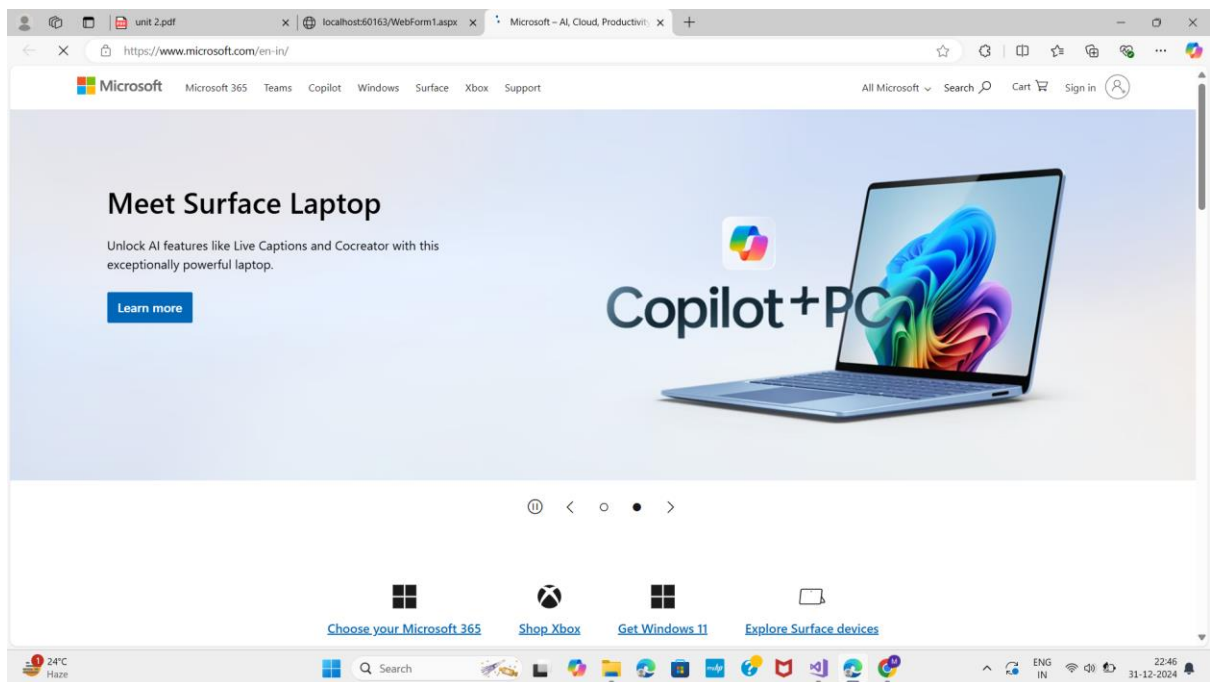 unit 2.pdf
localhost:60163/WebForm1.aspx
Microsoft – AI, Cloud, Productivity
https://www.microsoft.com/en-in/
Microsoft
Microsoft 365 Teams Copilot Windows Surface Xbox Support
All Microsoft Search Cart Sign in
Meet Surface Laptop
Unlock AI features like Live Captions and Cocreator with this
exceptionally powerful laptop.
Learn more
Copilot+PC
Choose your Microsoft 365 Shop Xbox Get Windows 11 Explore Surface devices
1
24°C
Haze
Search
ENG
IN
22:46
31-12-2024